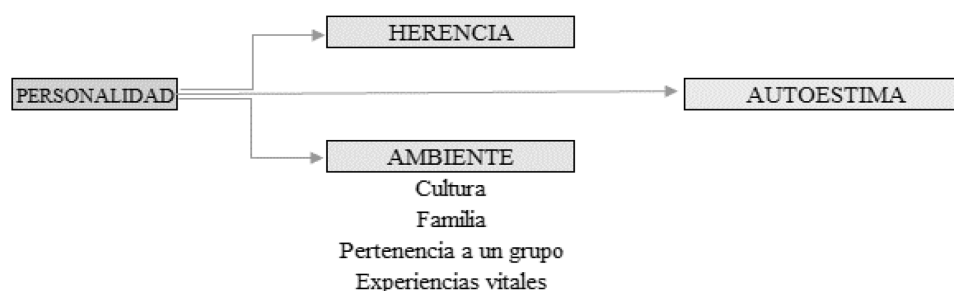 HERENCIA
PERSONALIDAD
AUTOESTIMA
AMBIENTE
Cultura
Familia
Pertenencia a un grupo
Experiencias vitales